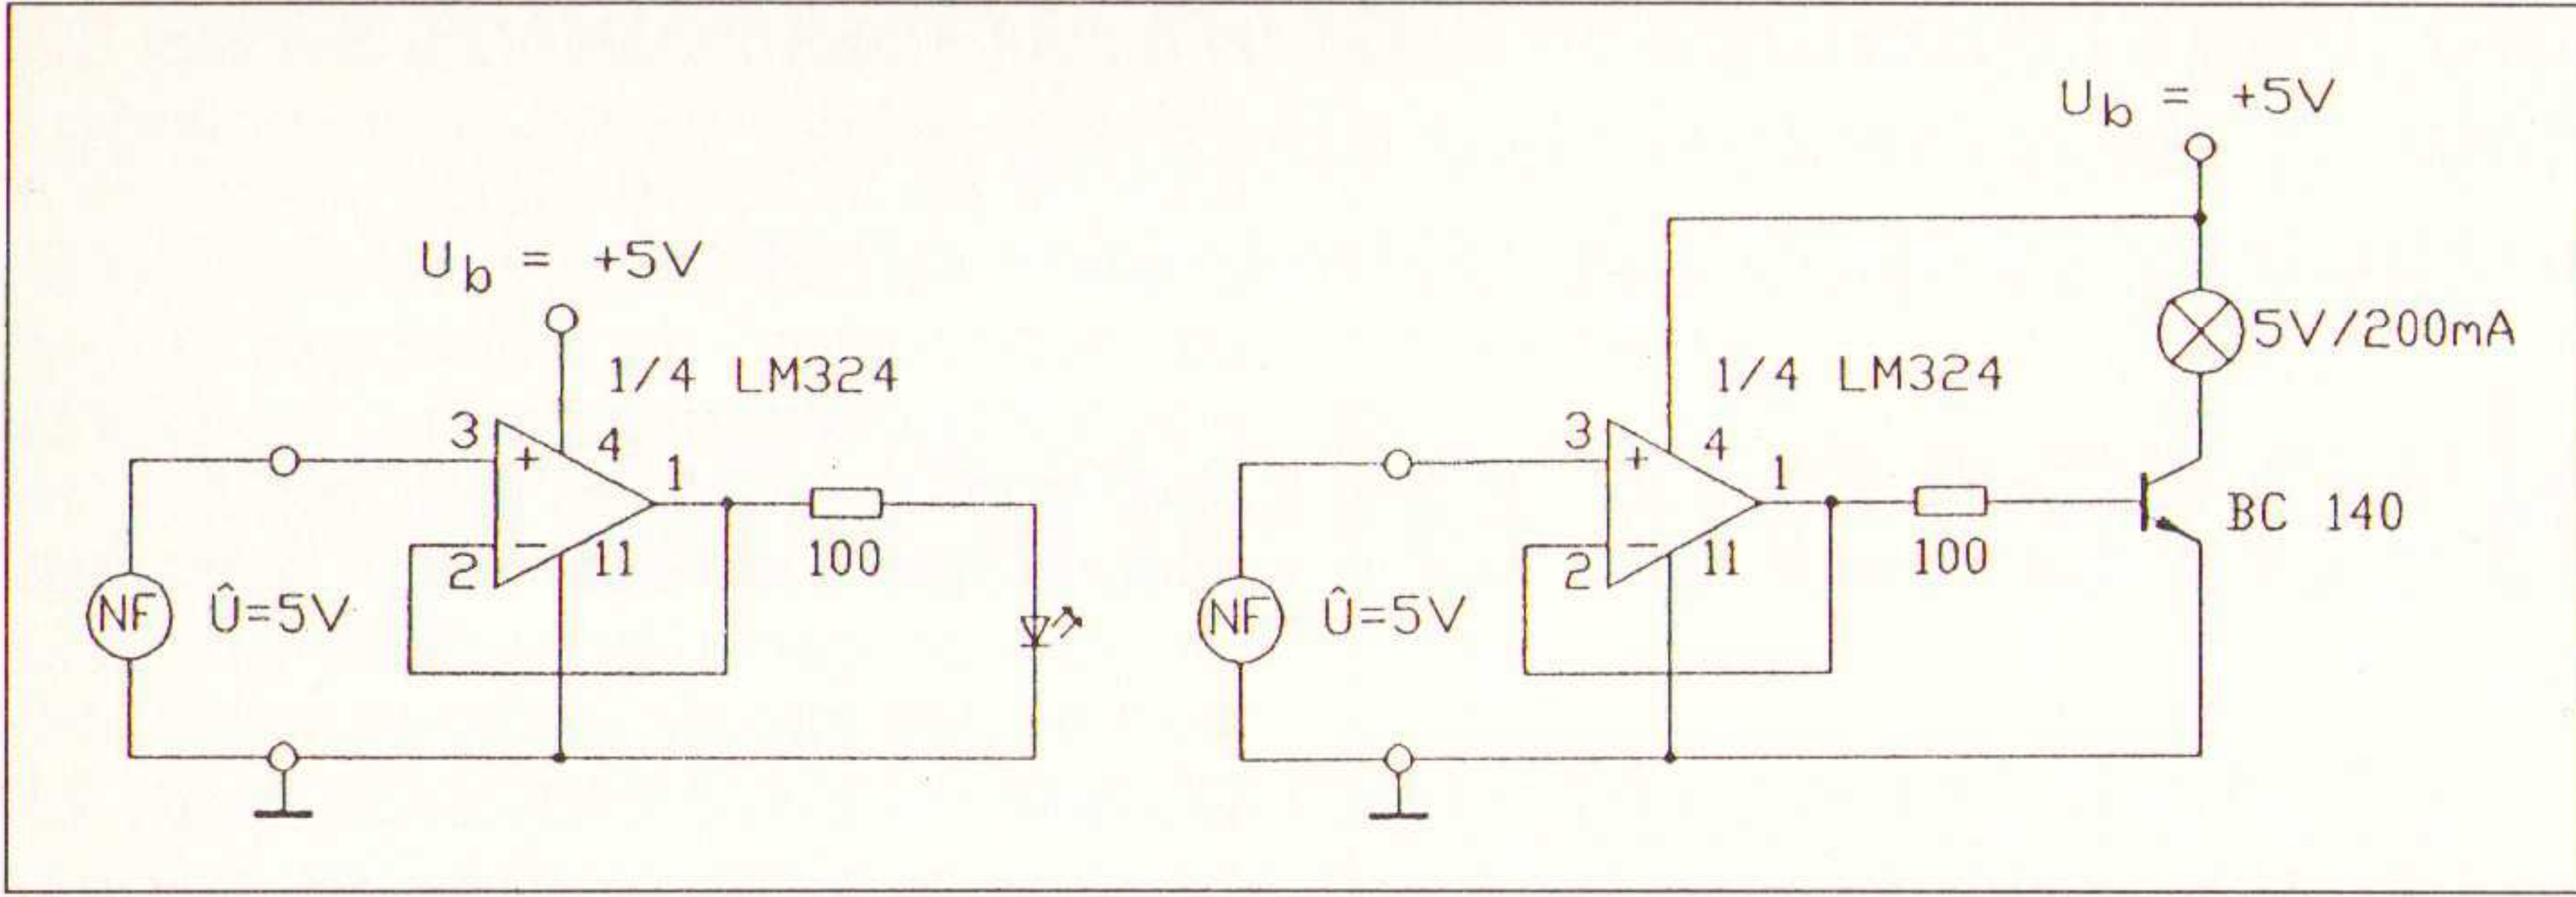 U_b = +5V
1/4 LM324
3
+
4
1
2
−
11
100
NF
Û=5V
U_b = +5V
5V/200mA
1/4 LM324
3
+
4
1
2
−
11
100
BC 140
NF
Û=5V